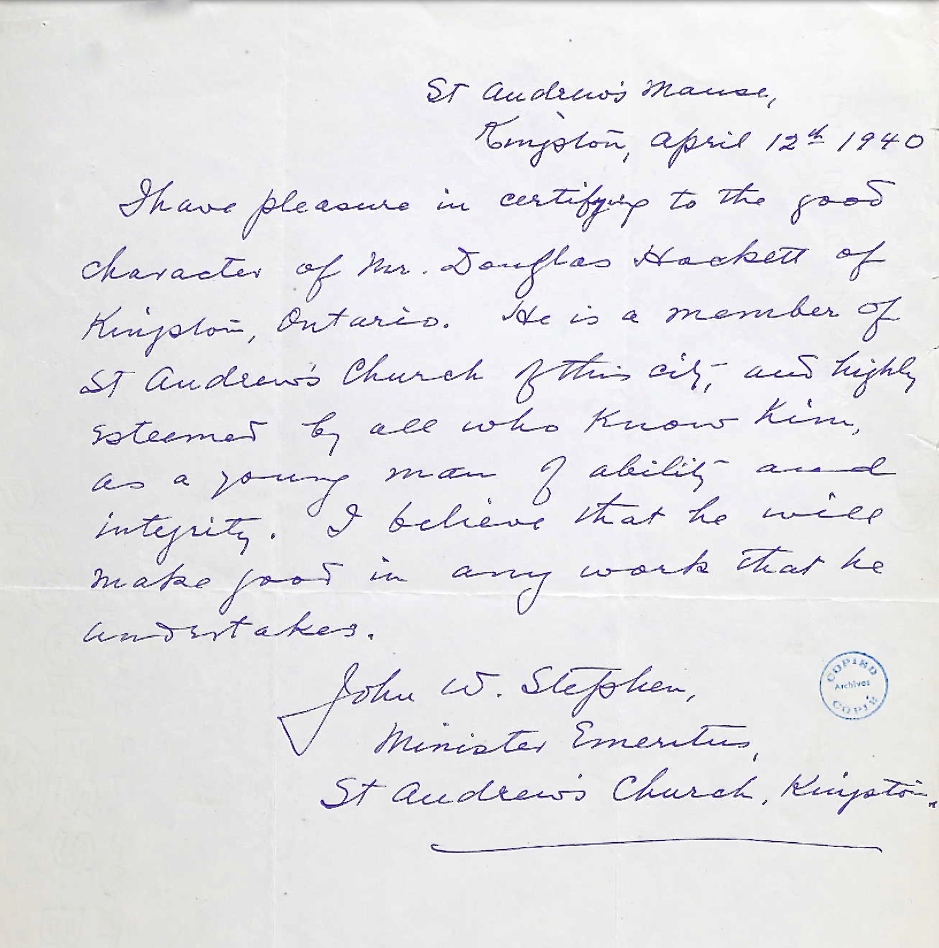 St Andrew's Manse,
Kingston, April 12th 1940
I have pleasure in certifying to the good
character of Mr. Douglas Hackett of
Kingston, Ontario. He is a member of
St Andrew's Church of this city, and highly
esteemed by all who know him,
as a young man of ability and
integrity. I believe that he will
make good in any work that he
undertakes.
John W. Stephen,
Minister Emeritus,
St Andrew's Church, Kingston.
COPIED
Archives
COPIÉ